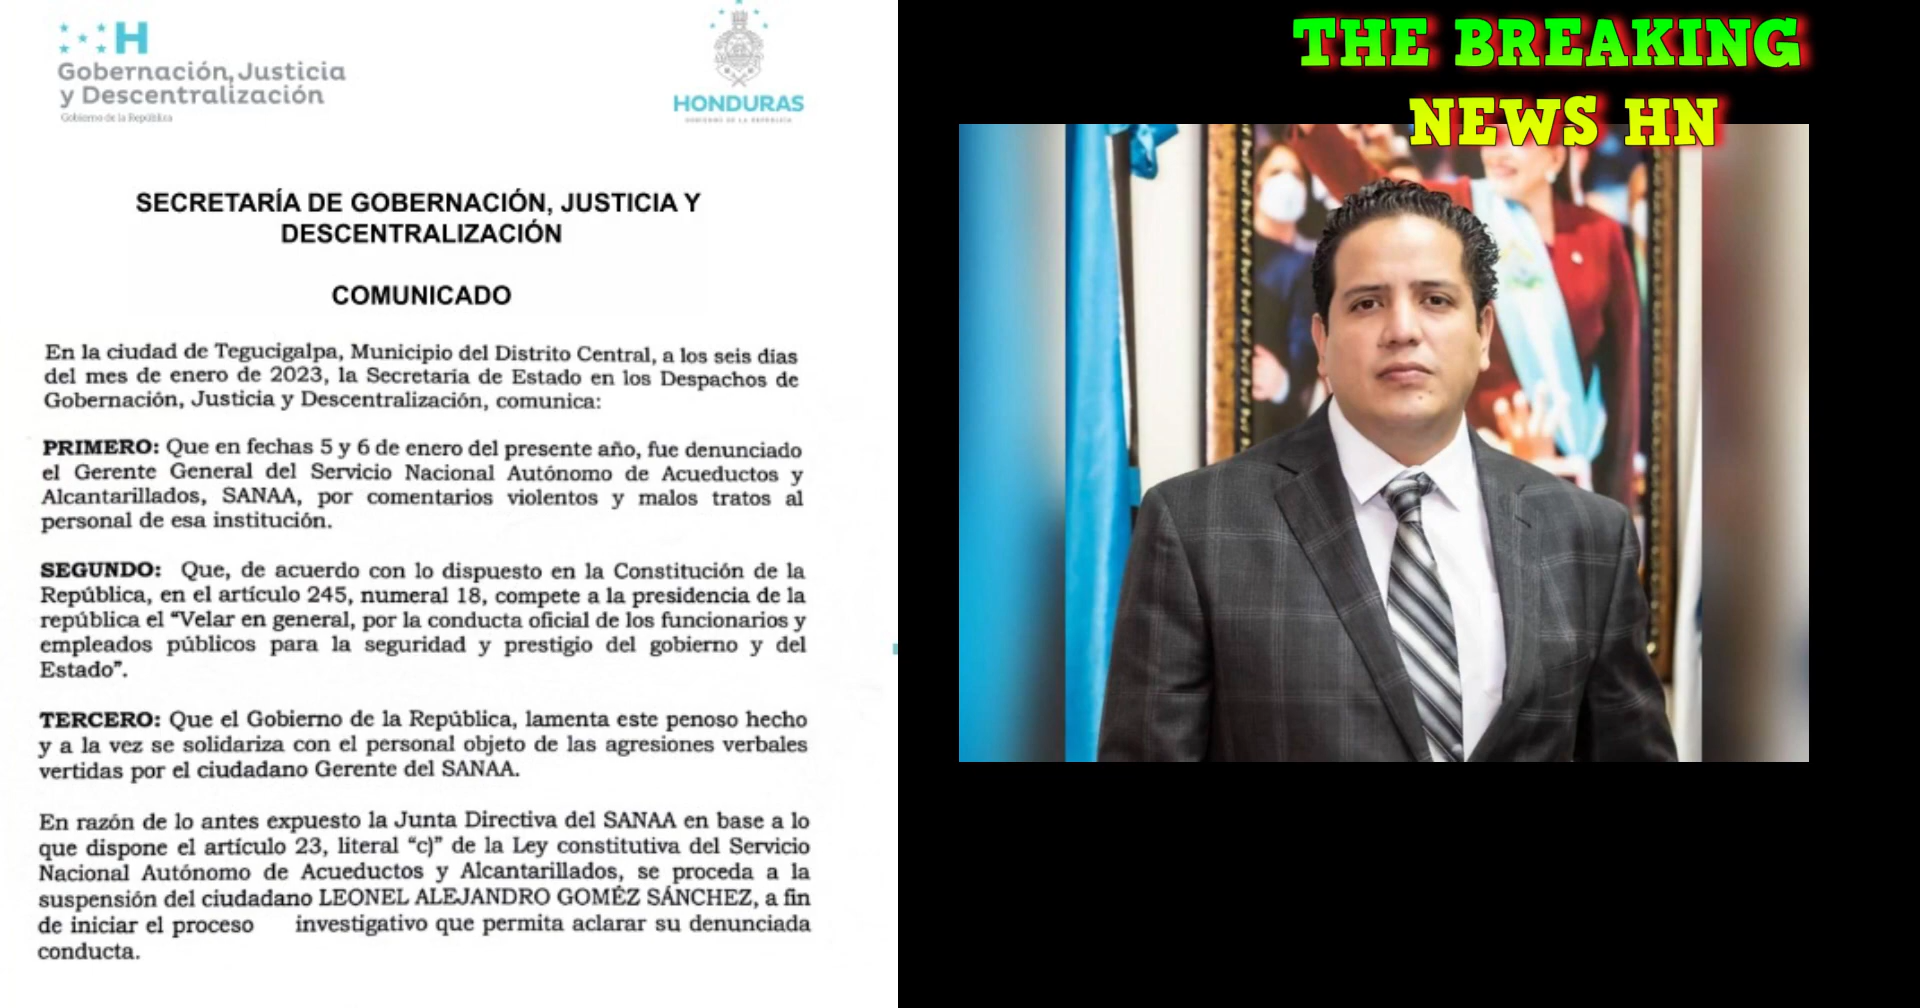 H
Gobernación, Justicia
y Descentralización
Gobierno de la República
HONDURAS
GOBIERNO DE LA REPÚBLICA
THE BREAKING
NEWS HN
SECRETARÍA DE GOBERNACIÓN, JUSTICIA Y
DESCENTRALIZACIÓN
COMUNICADO
En la ciudad de Tegucigalpa, Municipio del Distrito Central, a los seis dias
del mes de enero de 2023, la Secretaria de Estado en los Despachos de
Gobernación, Justicia y Descentralización, comunica:
PRIMERO: Que en fechas 5 y 6 de enero del presente año, fue denunciado
el Gerente General del Servicio Nacional Autónomo de Acueductos y
Alcantarillados, SANAA, por comentarios violentos y malos tratos al
personal de esa institución.
SEGUNDO: Que, de acuerdo con lo dispuesto en la Constitución de la
República, en el artículo 245, numeral 18, compete a la presidencia de la
república el “Velar en general, por la conducta oficial de los funcionarios y
empleados públicos para la seguridad y prestigio del gobierno y del
Estado”.
TERCERO: Que el Gobierno de la República, lamenta este penoso hecho
y a la vez se solidariza con el personal objeto de las agresiones verbales
vertidas por el ciudadano Gerente del SANAA.
En razón de lo antes expuesto la Junta Directiva del SANAA en base a lo
que dispone el artículo 23, literal “c)” de la Ley constitutiva del Servicio
Nacional Autónomo de Acueductos y Alcantarillados, se proceda a la
suspensión del ciudadano LEONEL ALEJANDRO GOMÉZ SÁNCHEZ, a fin
de iniciar el proceso investigativo que permita aclarar su denunciada
conducta.